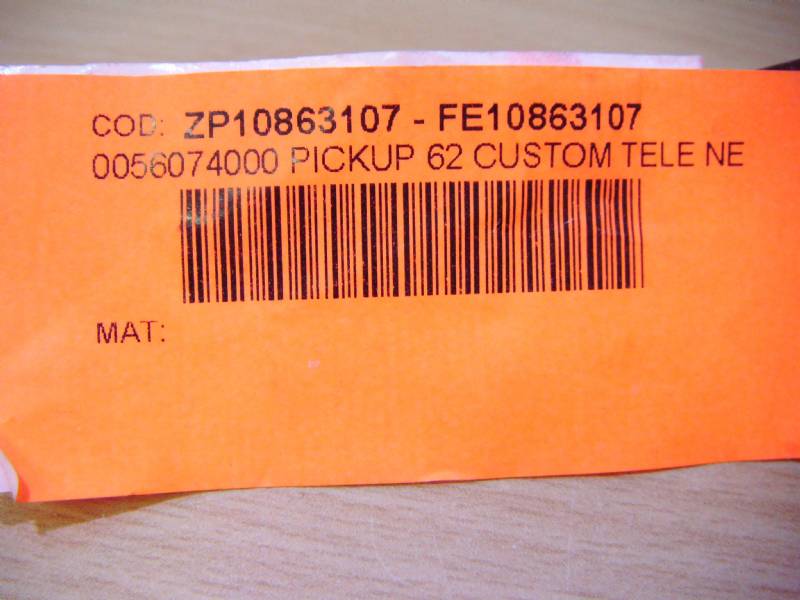 COD: ZP10863107 - FE10863107
0056074000 PICKUP 62 CUSTOM TELE NE
MAT: